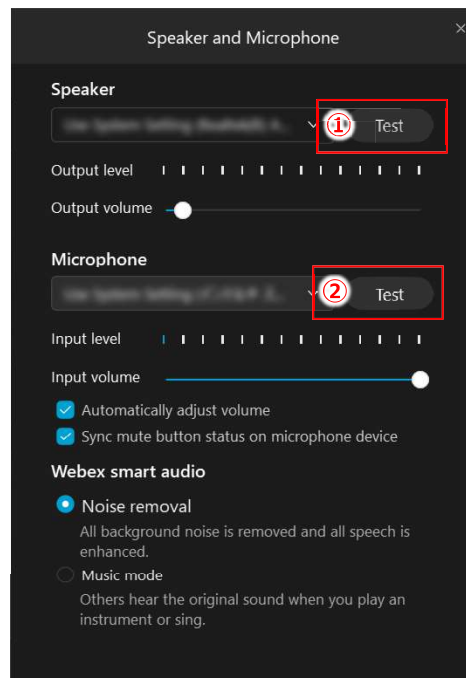 Speaker and Microphone
Speaker
① Test
Output level
Output volume
Microphone
② Test
Input level
Input volume
Automatically adjust volume
Sync mute button status on microphone device
Webex smart audio
Noise removal
All background noise is removed and all speech is
enhanced.
Music mode
Others hear the original sound when you play an
instrument or sing.